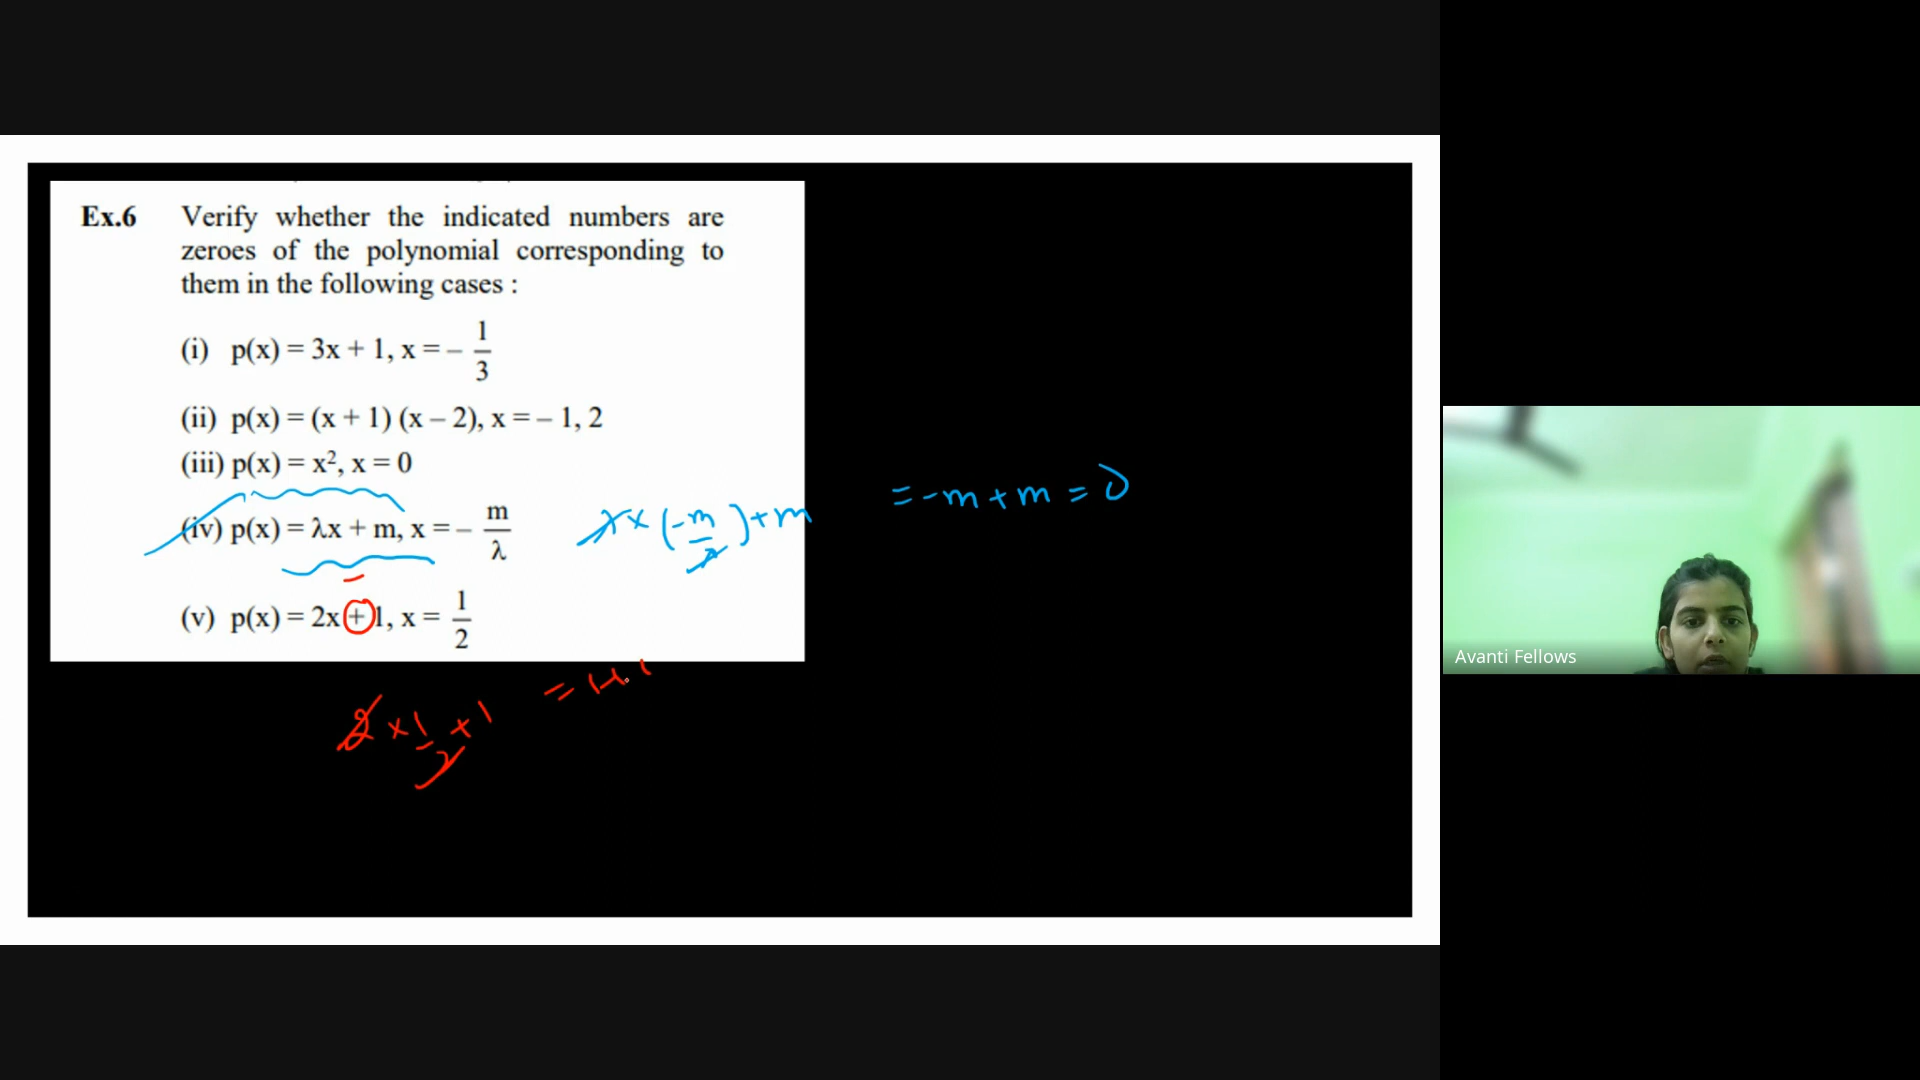 Ex.6 Verify whether the indicated numbers are
zeroes of the polynomial corresponding to
them in the following cases :
(i) p(x) = 3x + 1, x = – 1/3
(ii) p(x) = (x + 1) (x – 2), x = – 1, 2
(iii) p(x) = x², x = 0
(iv) p(x) = λx + m, x = – m/λ
λ x (-m/λ) + m = -m + m = 0
(v) p(x) = 2x + 1, x = 1/2
2 x 1/2 + 1 = 1+1
Avanti Fellows